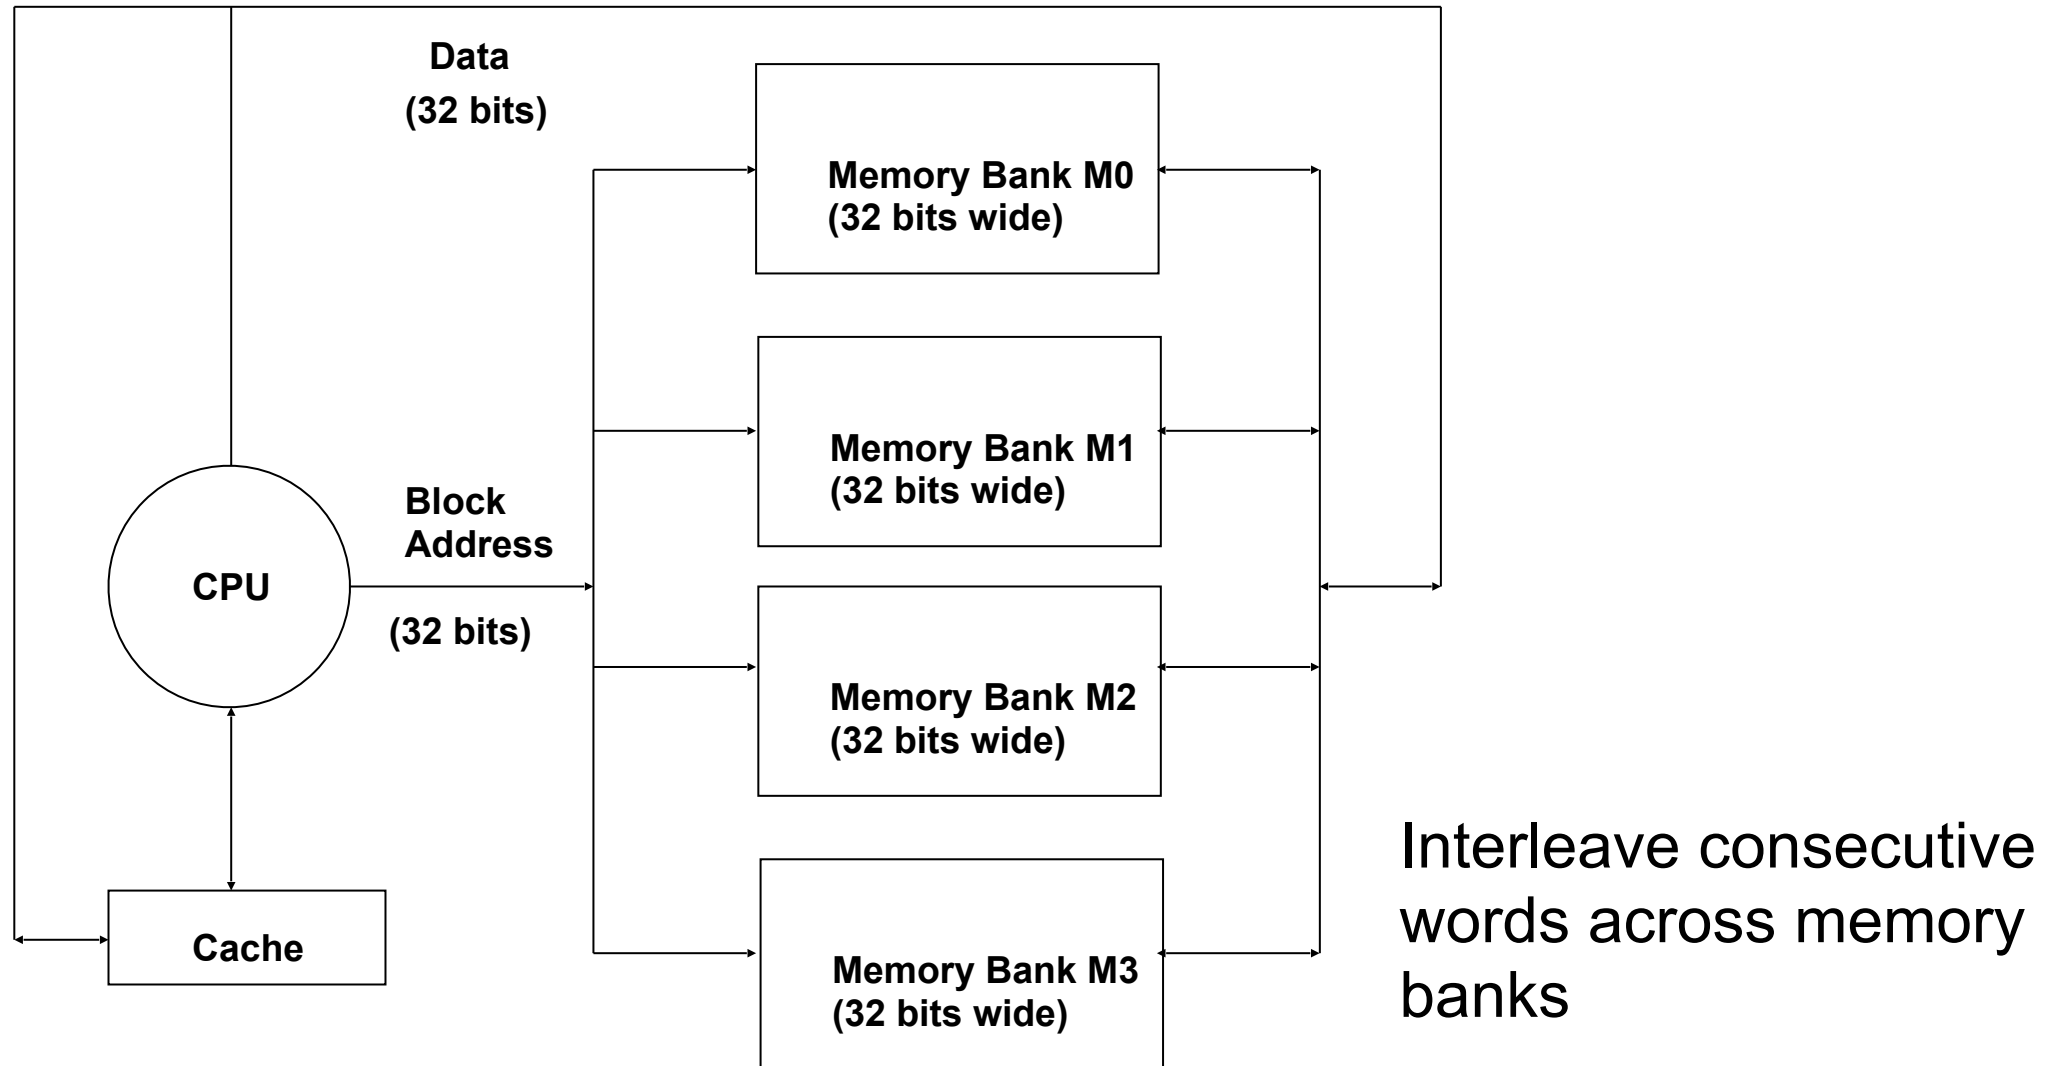 Data
(32 bits)
Memory Bank M0
(32 bits wide)
Memory Bank M1
(32 bits wide)
Block
Address
CPU
(32 bits)
Memory Bank M2
(32 bits wide)
Cache
Memory Bank M3
(32 bits wide)
Interleave consecutive
words across memory
banks